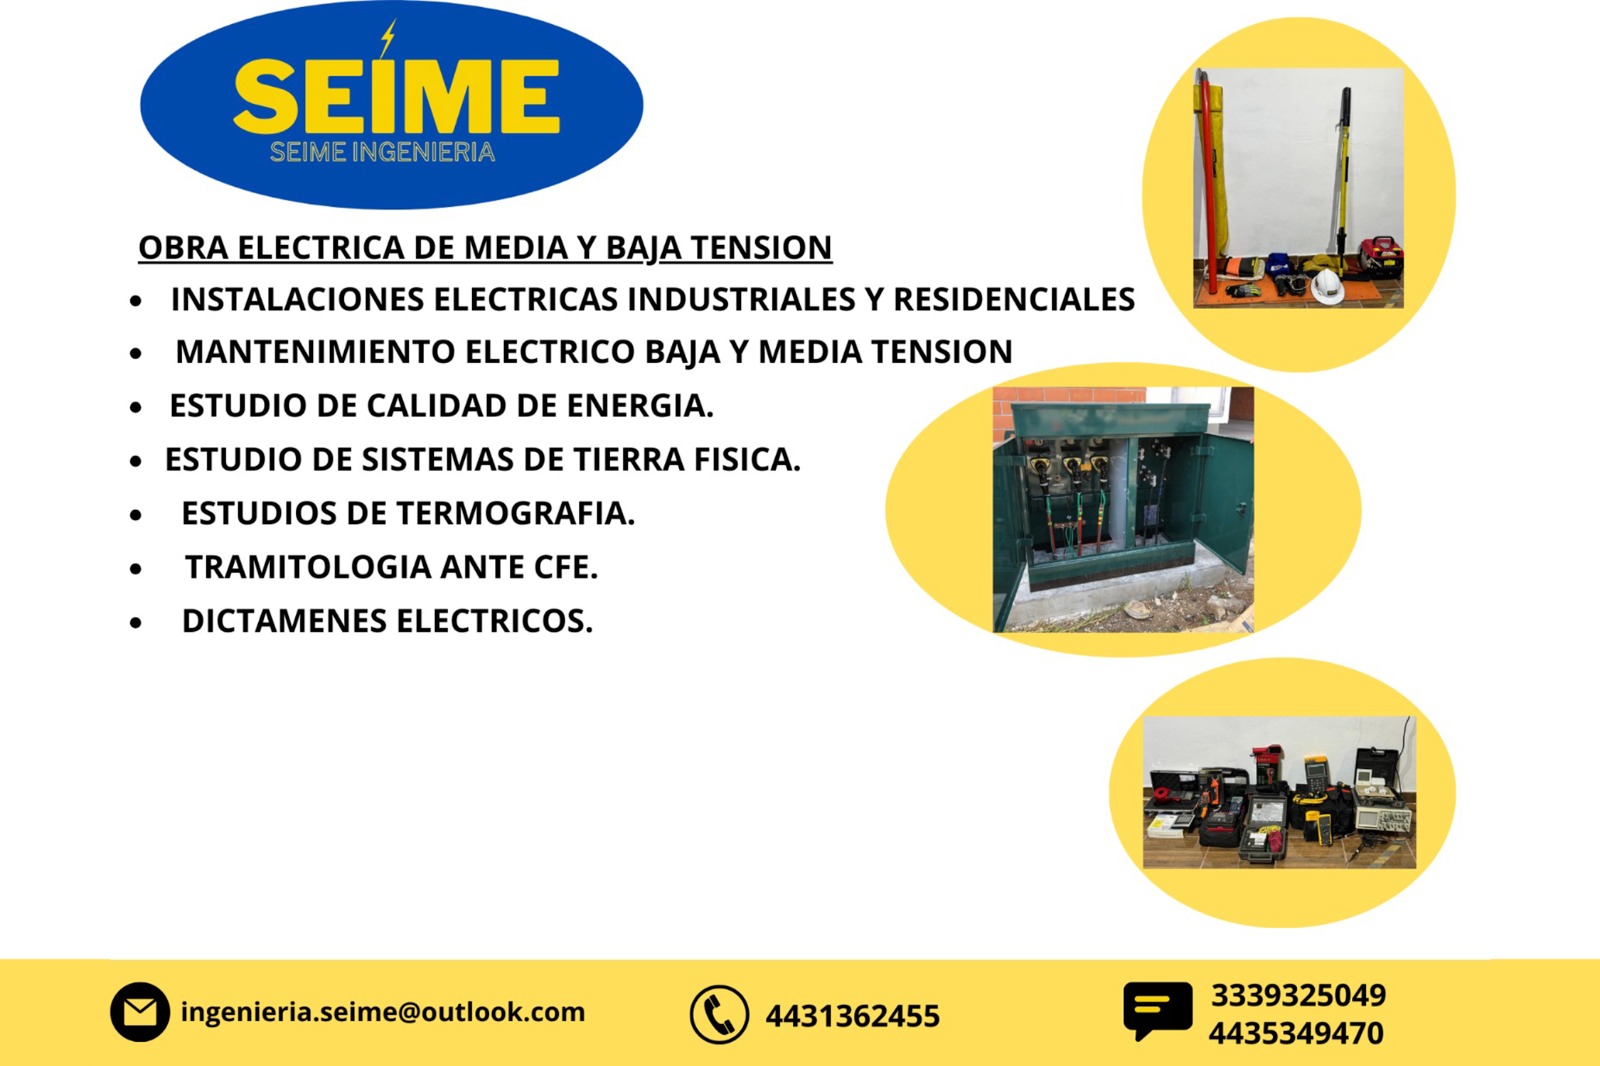 SEÍME
SEIME INGENIERIA
OBRA ELECTRICA DE MEDIA Y BAJA TENSION
• INSTALACIONES ELECTRICAS INDUSTRIALES Y RESIDENCIALES
• MANTENIMIENTO ELECTRICO BAJA Y MEDIA TENSION
• ESTUDIO DE CALIDAD DE ENERGIA.
• ESTUDIO DE SISTEMAS DE TIERRA FISICA.
• ESTUDIOS DE TERMOGRAFIA.
• TRAMITOLOGIA ANTE CFE.
• DICTAMENES ELECTRICOS.
ingenieria.seime@outlook.com
4431362455
3339325049
4435349470